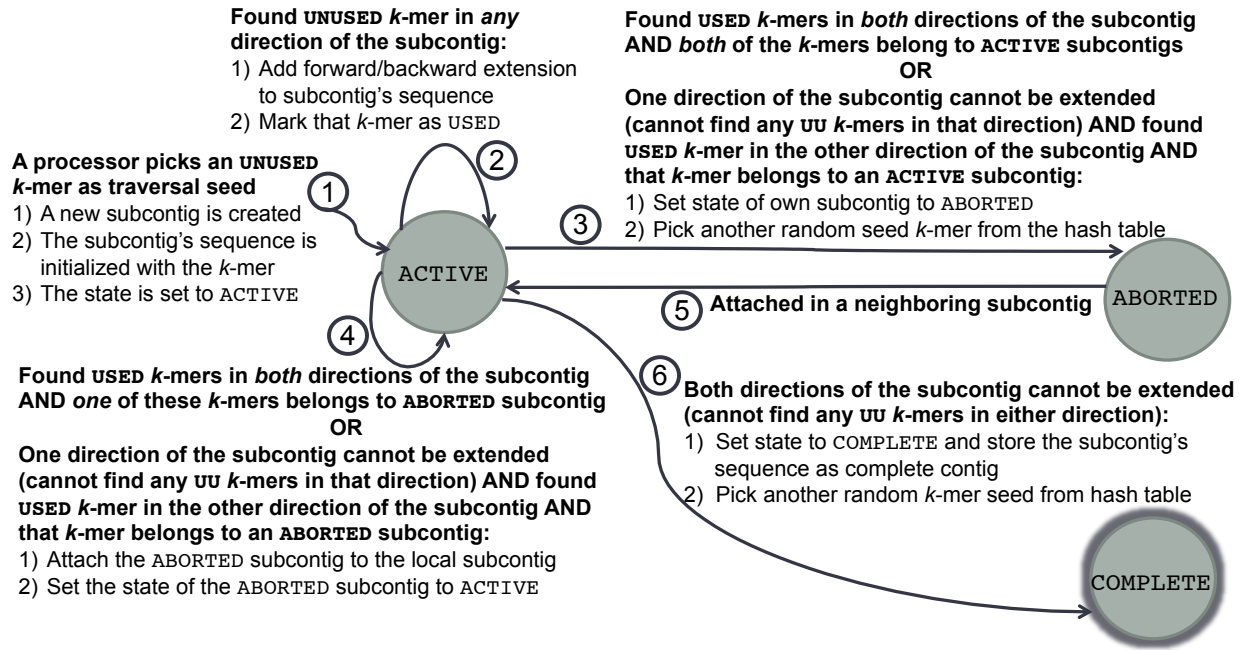 Found UNUSED k-mer in any
direction of the subcontig:
1) Add forward/backward extension
to subcontig's sequence
2) Mark that k-mer as USED
2
A processor picks an UNUSED
k-mer as traversal seed
1) A new subcontig is created
2) The subcontig's sequence is
initialized with the k-mer
3) The state is set to ACTIVE
1
Found USED k-mers in both directions of the subcontig
AND both of the k-mers belong to ACTIVE subcontigs
OR
One direction of the subcontig cannot be extended
(cannot find any UU k-mers in that direction) AND found
USED k-mer in the other direction of the subcontig AND
that k-mer belongs to an ACTIVE subcontig:
1) Set state of own subcontig to ABORTED
2) Pick another random seed k-mer from the hash table
3
ACTIVE
ABORTED
5
Attached in a neighboring subcontig
4
Found USED k-mers in both directions of the subcontig
AND one of these k-mers belongs to ABORTED subcontig
OR
One direction of the subcontig cannot be extended
(cannot find any UU k-mers in that direction) AND found
USED k-mer in the other direction of the subcontig AND
that k-mer belongs to an ABORTED subcontig:
1) Attach the ABORTED subcontig to the local subcontig
2) Set the state of the ABORTED subcontig to ACTIVE
6
Both directions of the subcontig cannot be extended
(cannot find any UU k-mers in either direction):
1) Set state to COMPLETE and store the subcontig's
sequence as complete contig
2) Pick another random k-mer seed from hash table
COMPLETE